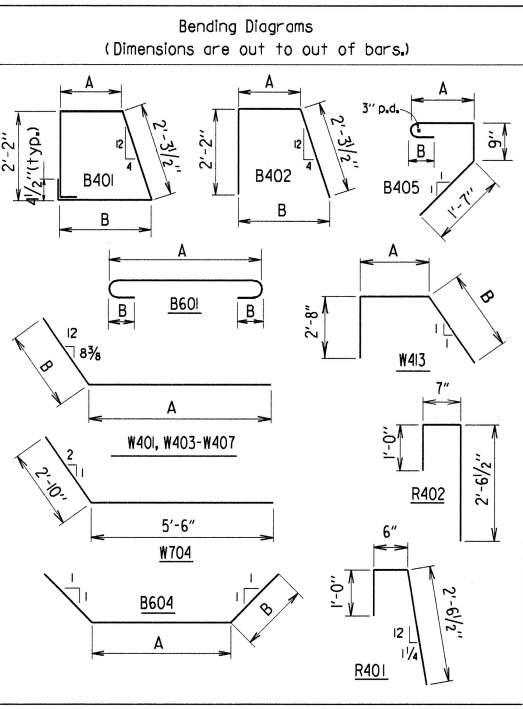 Bending Diagrams
(Dimensions are out to out of bars.)
A
2'-2"
4 1/2"(typ.)
12
4
2'-3 1/2"
B401
B
A
2'-2"
12
4
2'-3 1/2"
B402
B
3" p.d.
A
B
9"
B405
1
1
1'-7"
A
B
B601
B
A
2'-8"
B
1
1
W413
12
8 3/8
B
A
W401, W403-W407
7"
1'-0"
2'-6 1/2"
R402
2
1
2'-10"
5'-6"
W704
6"
1'-0"
2'-6 1/2"
12
1 1/4
R401
1
1
B604
1
1
A
B